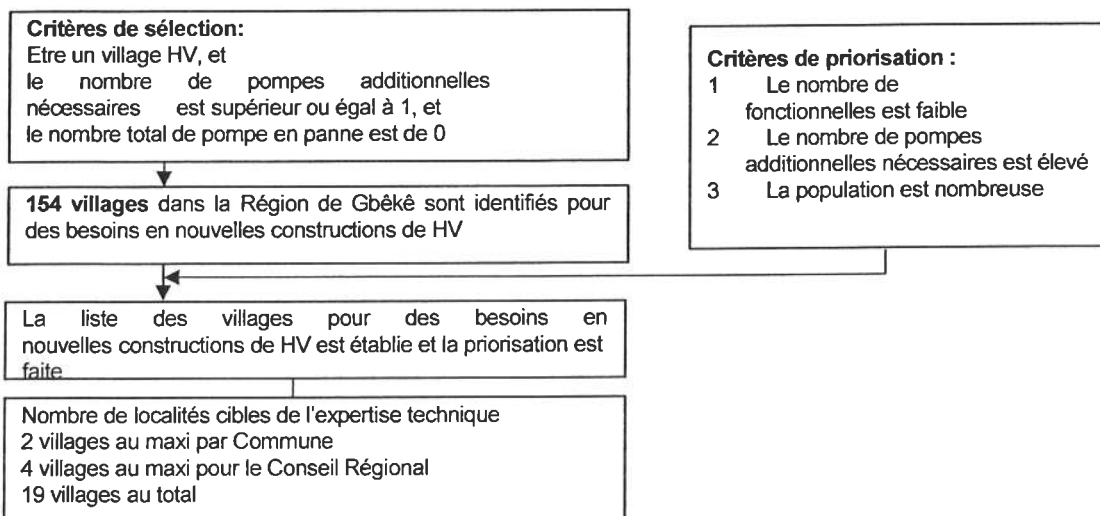 Critères de sélection:
Etre un village HV, et
le nombre de pompes additionnelles
nécessaires est supérieur ou égal à 1, et
le nombre total de pompe en panne est de 0
Critères de priorisation :
1 Le nombre de
fonctionnelles est faible
2 Le nombre de pompes
additionnelles nécessaires est élevé
3 La population est nombreuse
154 villages dans la Région de Gbêkê sont identifiés pour
des besoins en nouvelles constructions de HV
La liste des villages pour des besoins en
nouvelles constructions de HV est établie et la priorisation est
faite
Nombre de localités cibles de l'expertise technique
2 villages au maxi par Commune
4 villages au maxi pour le Conseil Régional
19 villages au total